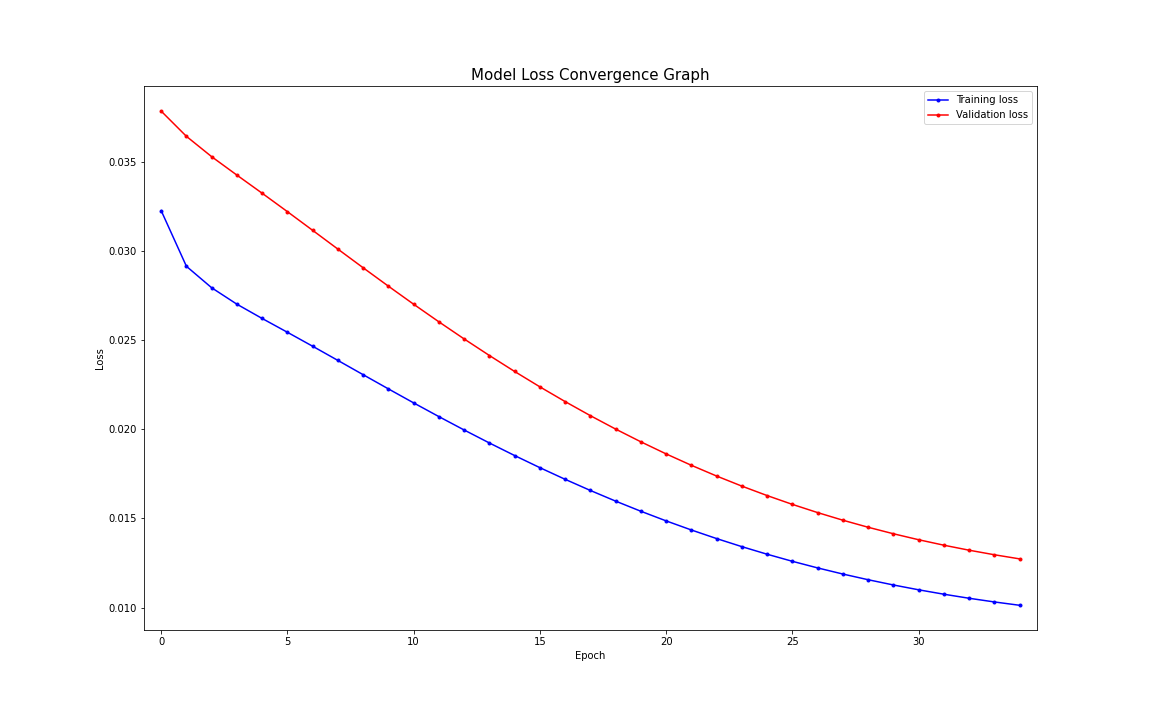 Model Loss Convergence Graph
Training loss
Validation loss
0.035
0.030
0.025
0.020
0.015
0.010
Loss
0 5 10 15 20 25 30
Epoch